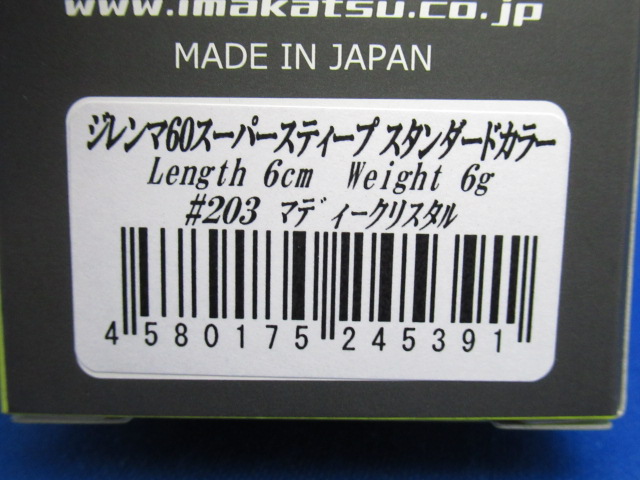 www.imakatsu.co.jp
MADE IN JAPAN
ジレンマ60スーパースティープ スタンダードカラー
Length 6cm Weight 6g
#203 マディークリスタル
4 580175 245391